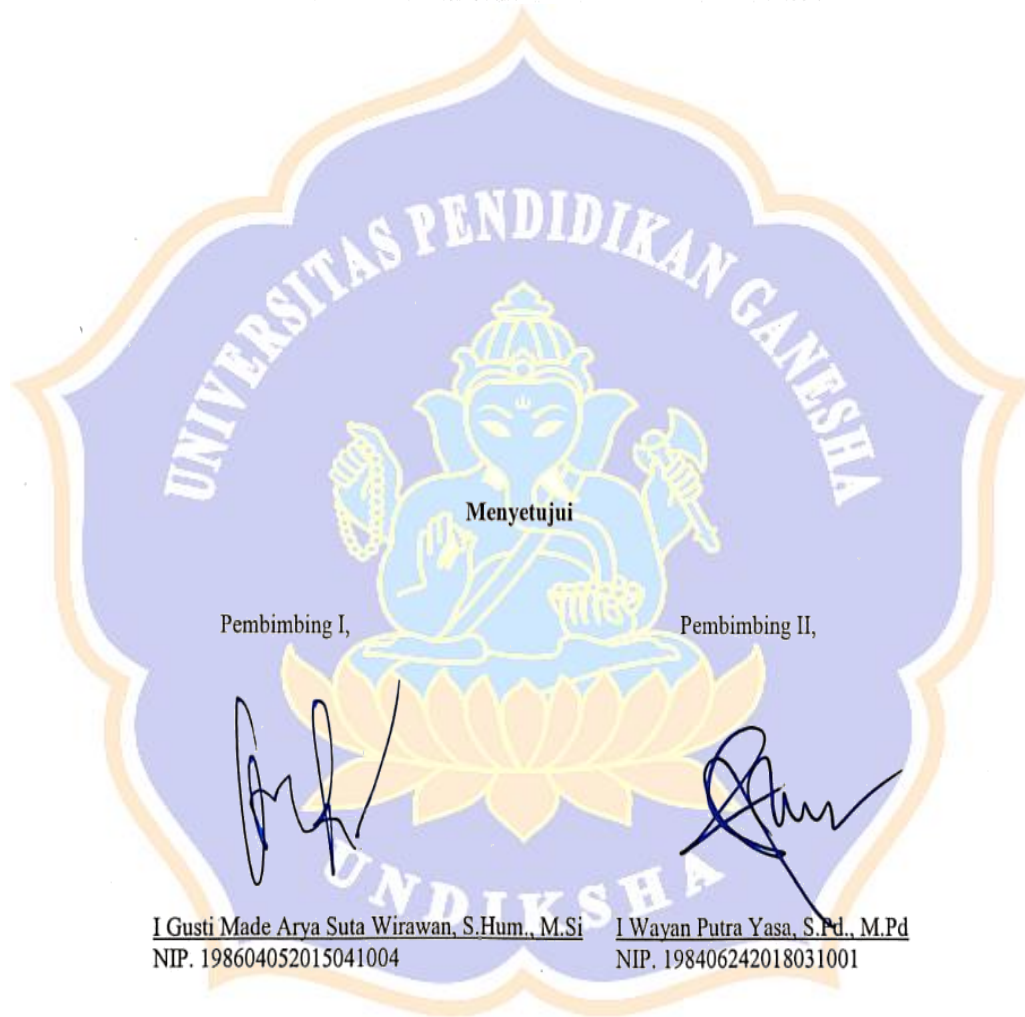 UNIVERSITAS PENDIDIKAN GANESHA
Menyetujui
Pembimbing I, Pembimbing II,
UNDIKSHA
I Gusti Made Arya Suta Wirawan, S.Hum., M.Si I Wayan Putra Yasa, S.Pd., M.Pd
NIP. 198604052015041004 NIP. 198406242018031001